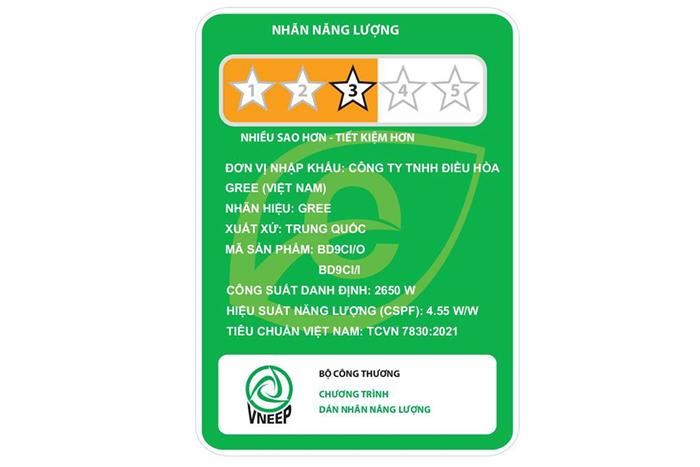 NHÃN NĂNG LƯỢNG
1 2 3 4 5
NHIỀU SAO HƠN - TIẾT KIỆM HƠN
ĐƠN VỊ NHẬP KHẨU: CÔNG TY TNHH ĐIỀU HÒA
GREE (VIỆT NAM)
NHÃN HIỆU: GREE
XUẤT XỨ: TRUNG QUỐC
MÃ SẢN PHẨM: BD9CI/O
BD9CI/I
CÔNG SUẤT DANH ĐỊNH: 2650 W
HIỆU SUẤT NĂNG LƯỢNG (CSPF): 4.55 W/W
TIÊU CHUẨN VIỆT NAM: TCVN 7830:2021
BỘ CÔNG THƯƠNG
CHƯƠNG TRÌNH
DÁN NHÃN NĂNG LƯỢNG
VNEEP